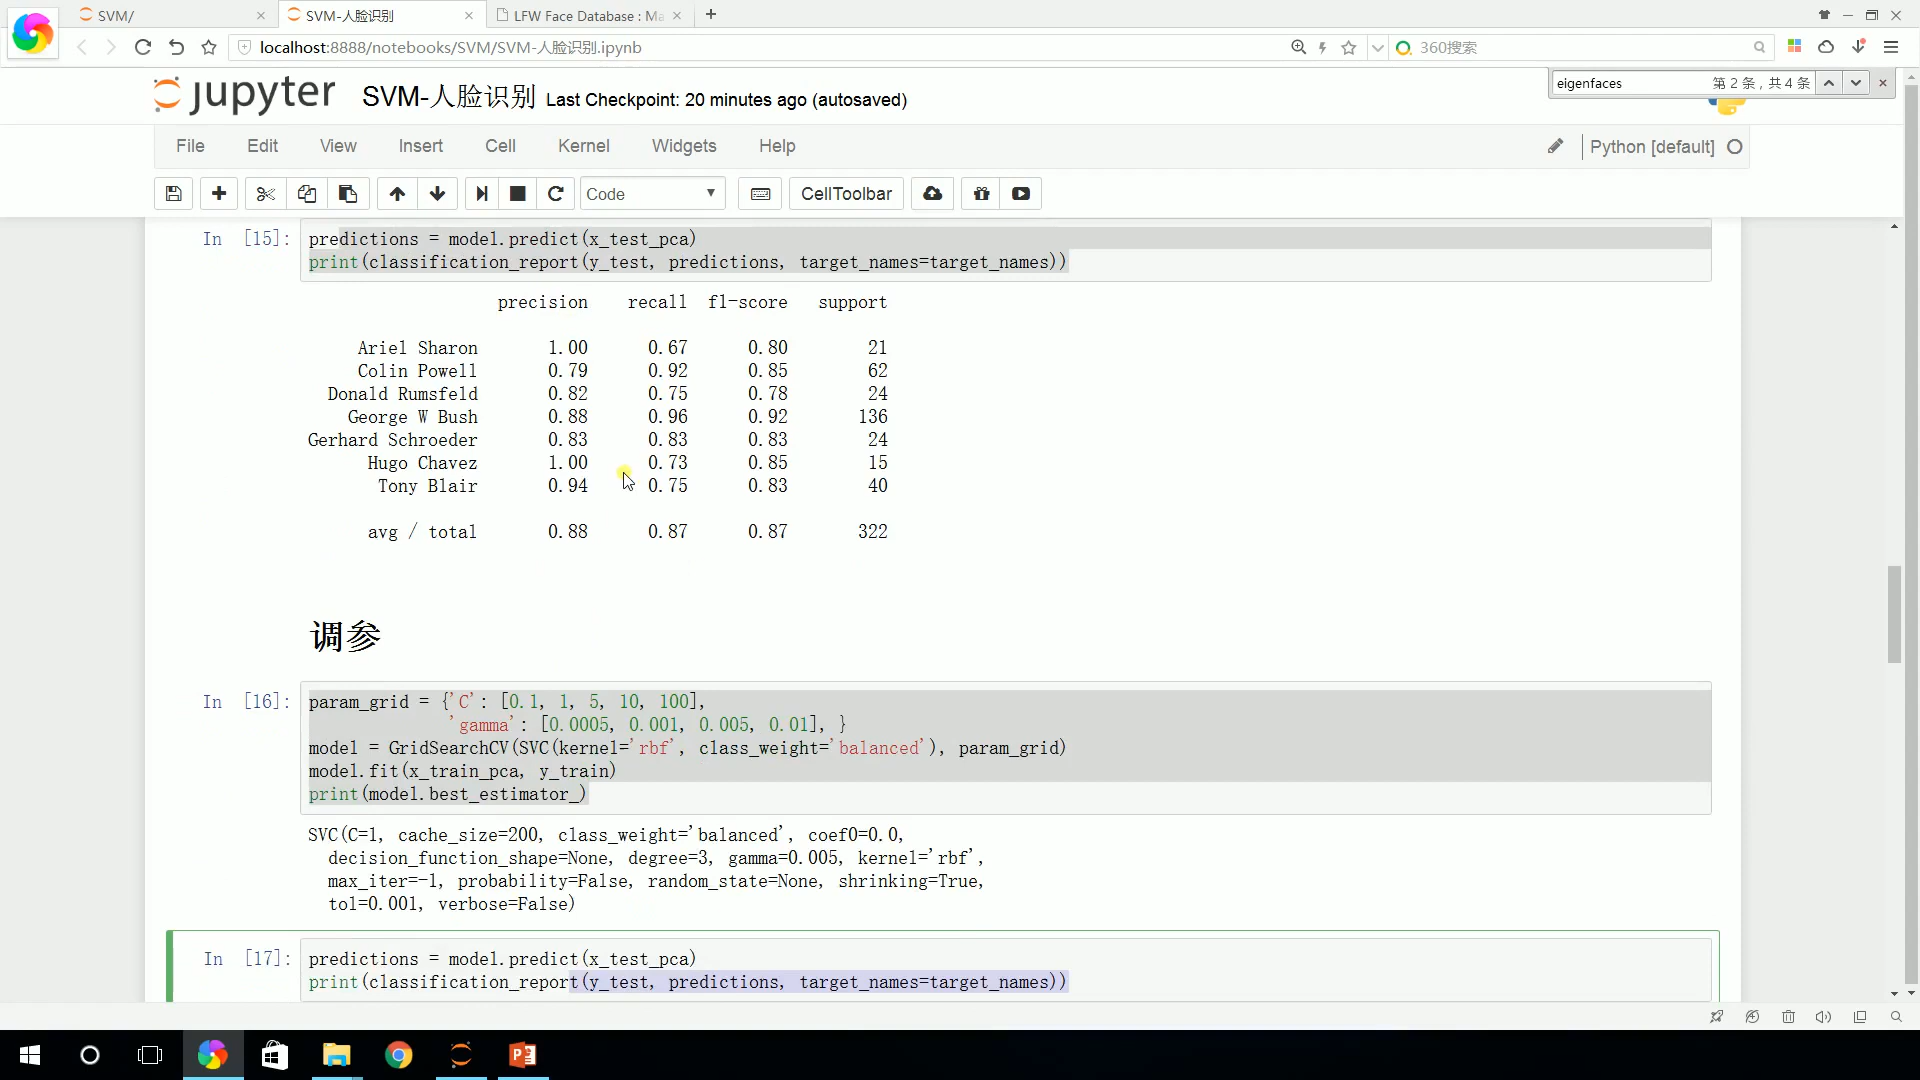 SVM/
SVM-人脸识别
LFW Face Database : Ma
localhost:8888/notebooks/SVM/SVM-人脸识别.ipynb
360搜索
eigenfaces
第 2 条，共 4 条
jupyter
SVM-人脸识别 Last Checkpoint: 20 minutes ago (autosaved)
File Edit View Insert Cell Kernel Widgets Help
Python [default]
Code
CellToolbar
In [15]:
predictions = model.predict(x_test_pca)
print(classification_report(y_test, predictions, target_names=target_names))
precision recall f1-score support
Ariel Sharon 1.00 0.67 0.80 21
Colin Powell 0.79 0.92 0.85 62
Donald Rumsfeld 0.82 0.75 0.78 24
George W Bush 0.88 0.96 0.92 136
Gerhard Schroeder 0.83 0.83 0.83 24
Hugo Chavez 1.00 0.73 0.85 15
Tony Blair 0.94 0.75 0.83 40
avg / total 0.88 0.87 0.87 322
调参
In [16]:
param_grid = {'C': [0.1, 1, 5, 10, 100],
'gamma': [0.0005, 0.001, 0.005, 0.01], }
model = GridSearchCV(SVC(kernel='rbf', class_weight='balanced'), param_grid)
model.fit(x_train_pca, y_train)
print(model.best_estimator_)
SVC(C=1, cache_size=200, class_weight='balanced', coef0=0.0,
decision_function_shape=None, degree=3, gamma=0.005, kernel='rbf',
max_iter=-1, probability=False, random_state=None, shrinking=True,
tol=0.001, verbose=False)
In [17]:
predictions = model.predict(x_test_pca)
print(classification_report(y_test, predictions, target_names=target_names))